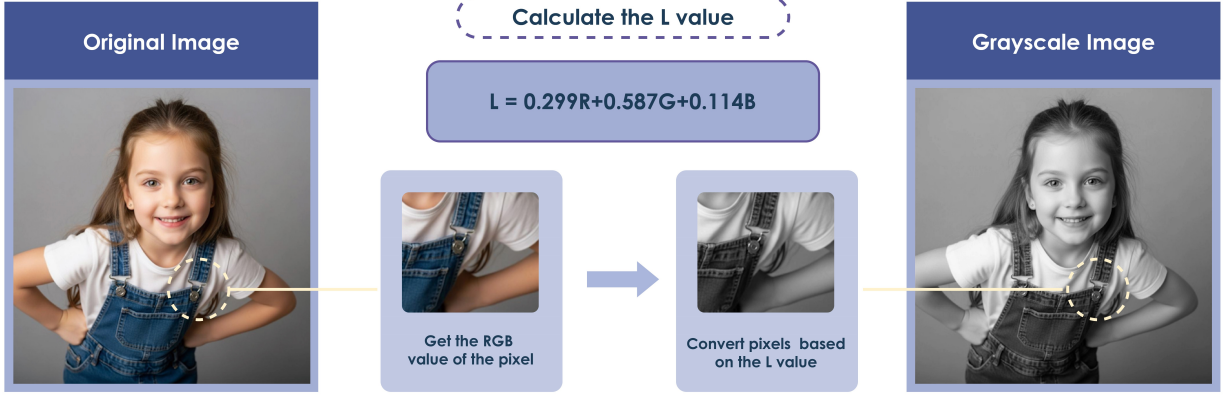 Original Image
Calculate the L value
Grayscale Image
L = 0.299R+0.587G+0.114B
Get the RGB
value of the pixel
Convert pixels based
on the L value